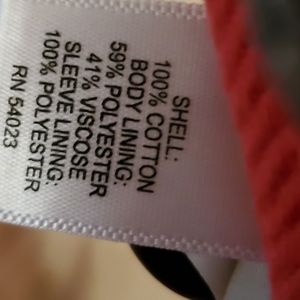 SHELL:
100% COTTON
BODY LINING:
59% POLYESTER
41% VISCOSE
SLEEVE LINING:
100% POLYESTER
RN 54023